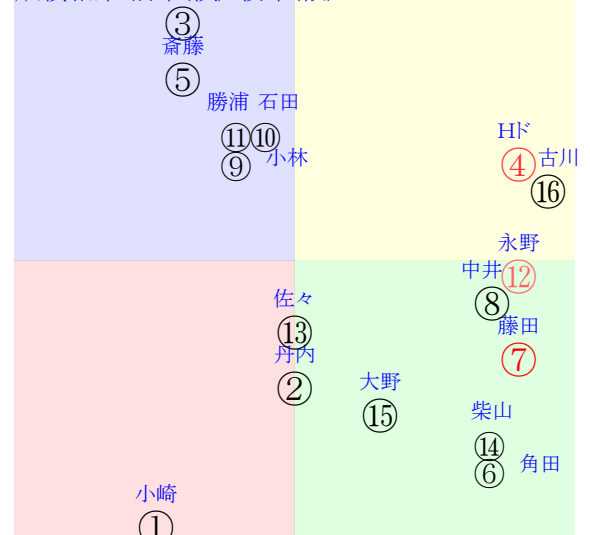 ③
斎藤
⑤
勝浦 石田
⑪⑩
⑨
小林
Hド
④
古川
⑯
永野
⑫
中井
⑧
佐々
⑬
藤田
⑦
丹内
②
大野
⑮
柴山
⑭
⑥
角田
小崎
①